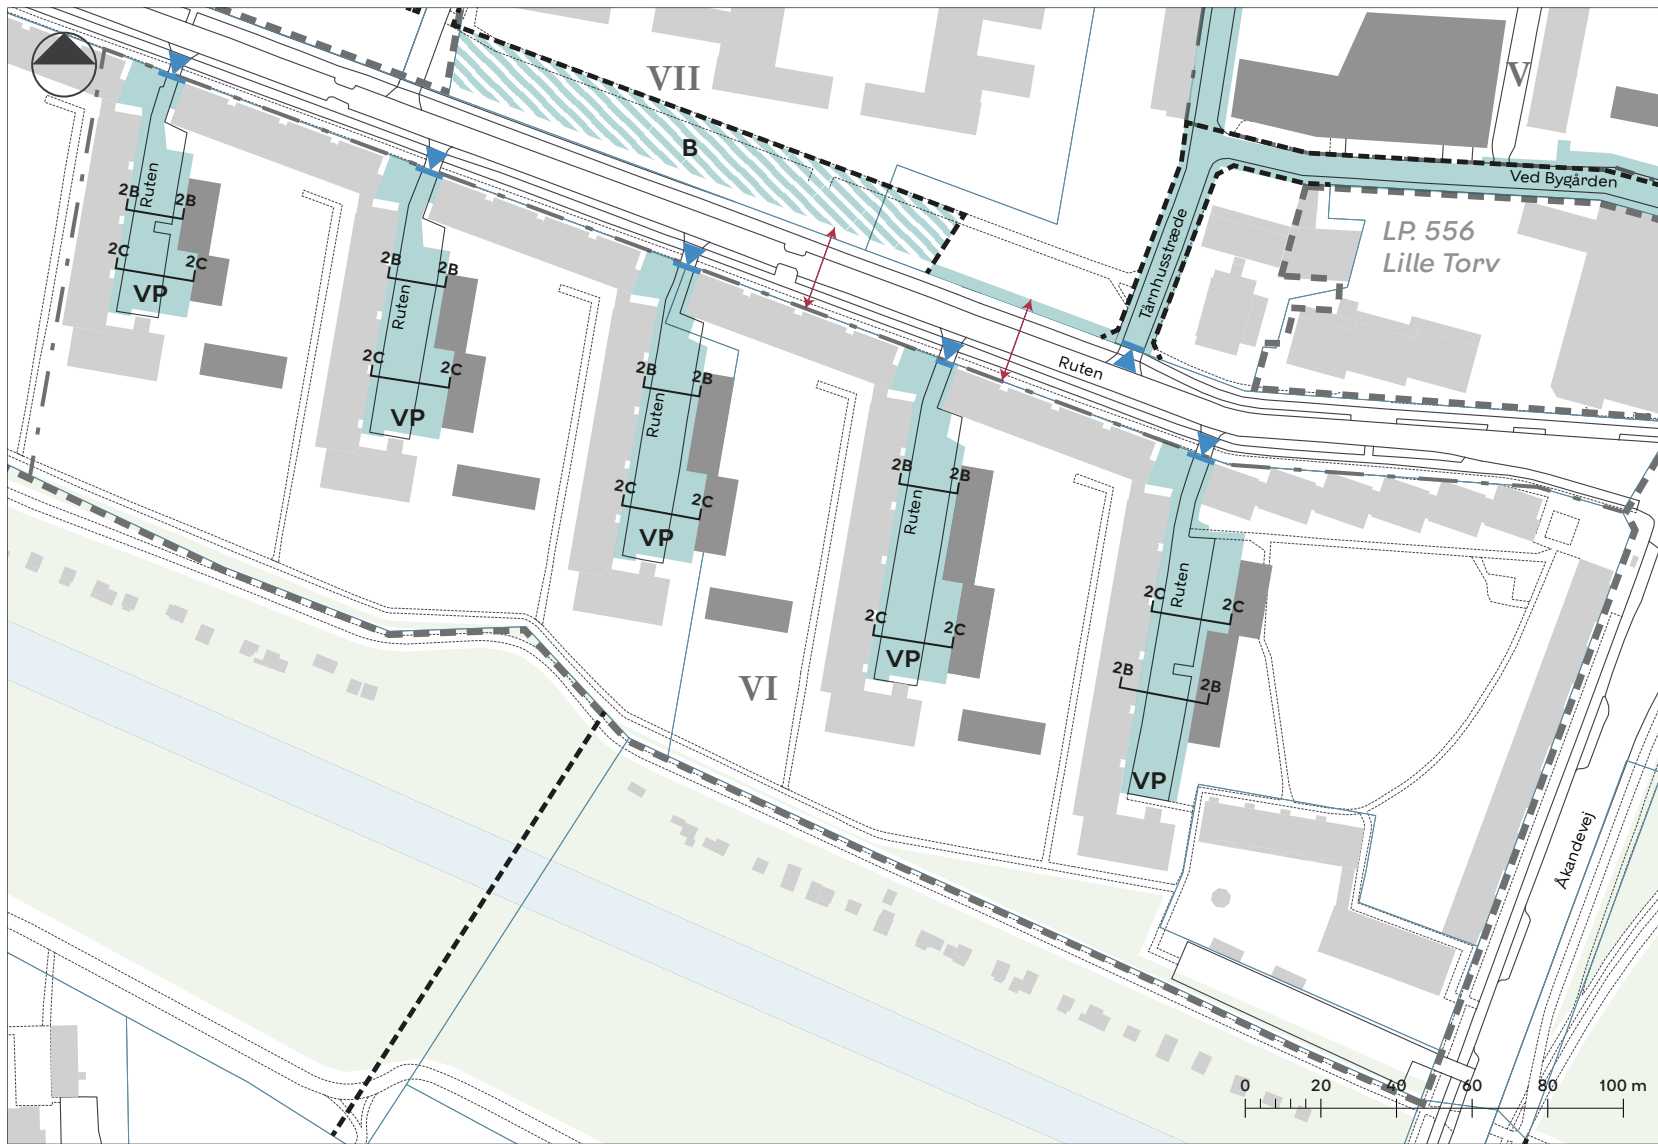 VII
V
B
Ved Bygården
Tårnhusstræde
LP. 556
Lille Torv
Ruten
Ruten
2B
2B
2C
2C
VP
2B
2B
Ruten
2C
2C
VP
2B
2B
Ruten
2C
2C
VP
2B
2B
Ruten
2C
2C
VP
Ruten
2C
2C
2B
2B
VP
VI
Åkandevej
0 20 40 60 80 100 m